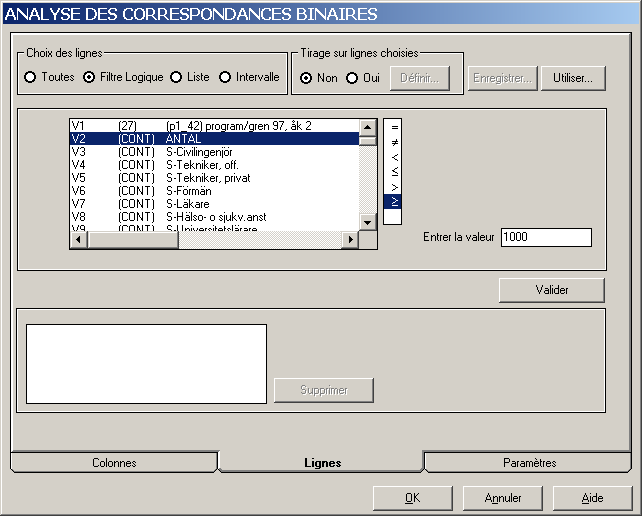 ANALYSE DES CORRESPONDANCES BINAIRES
Choix des lignes
Toutes Filtre Logique Liste Intervalle
Tirage sur lignes choisies
Non Oui Définir... Enregistrer... Utiliser...
V1 (27) (p1_42) program/gren 97, åk 2
V2 (CONT) ANTAL
V3 (CONT) S-Civilingenjör
V4 (CONT) S-Tekniker, off.
V5 (CONT) S-Tekniker, privat
V6 (CONT) S-Förmän
V7 (CONT) S-Läkare
V8 (CONT) S-Hälso- o sjukv.anst
V9 (CONT) S-Universitetslärare
=
≠
<
≤
>
≥
Entrer la valeur 1000
Valider
Supprimer
Colonnes Lignes Paramètres
OK Annuler Aide